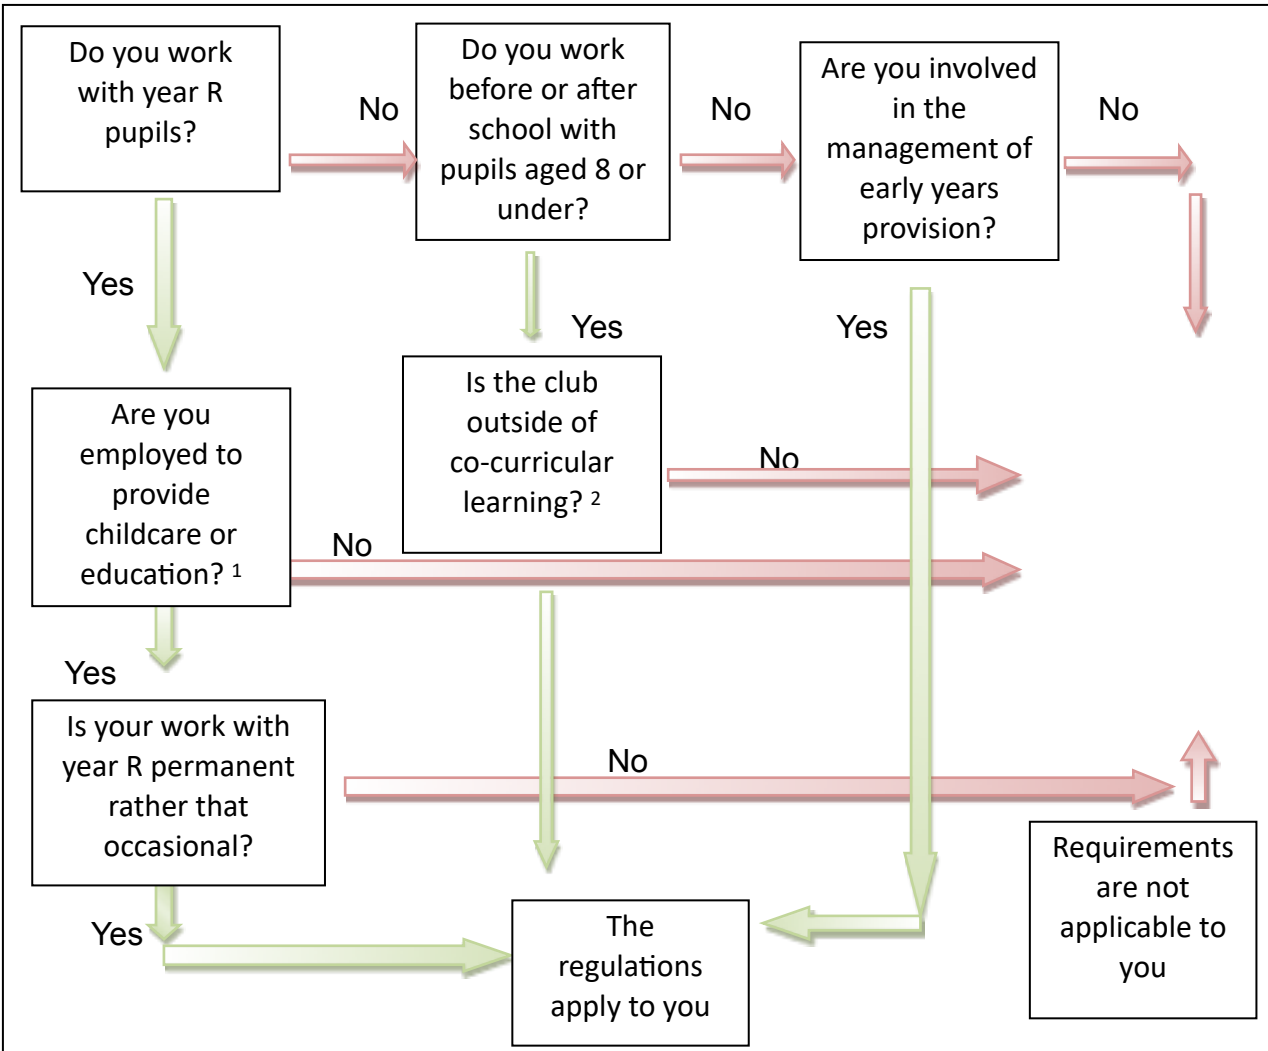 Do you work
with year R
pupils?
No
Do you work
before or after
school with
pupils aged 8 or
under?
No
Are you involved
in the
management of
early years
provision?
No
Yes
Yes
Yes
Are you
employed to
provide
childcare or
education? 1
No
Is the club
outside of
co-curricular
learning? 2
No
Yes
Is your work with
year R permanent
rather that
occasional?
No
Yes
The
regulations
apply to you
Requirements
are not
applicable to
you